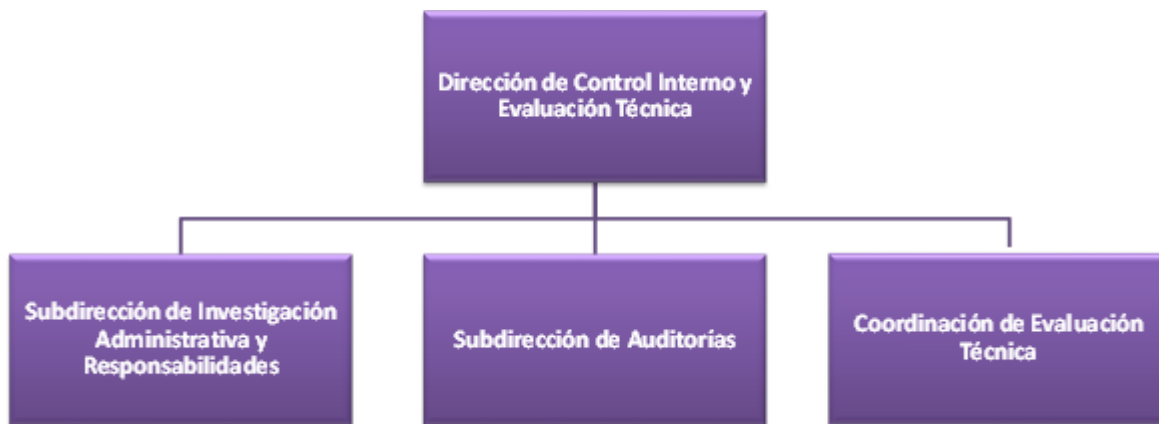 Dirección de Control Interno y
Evaluación Técnica
Subdirección de Investigación
Administrativa y
Responsabilidades
Subdirección de Auditorías
Coordinación de Evaluación
Técnica